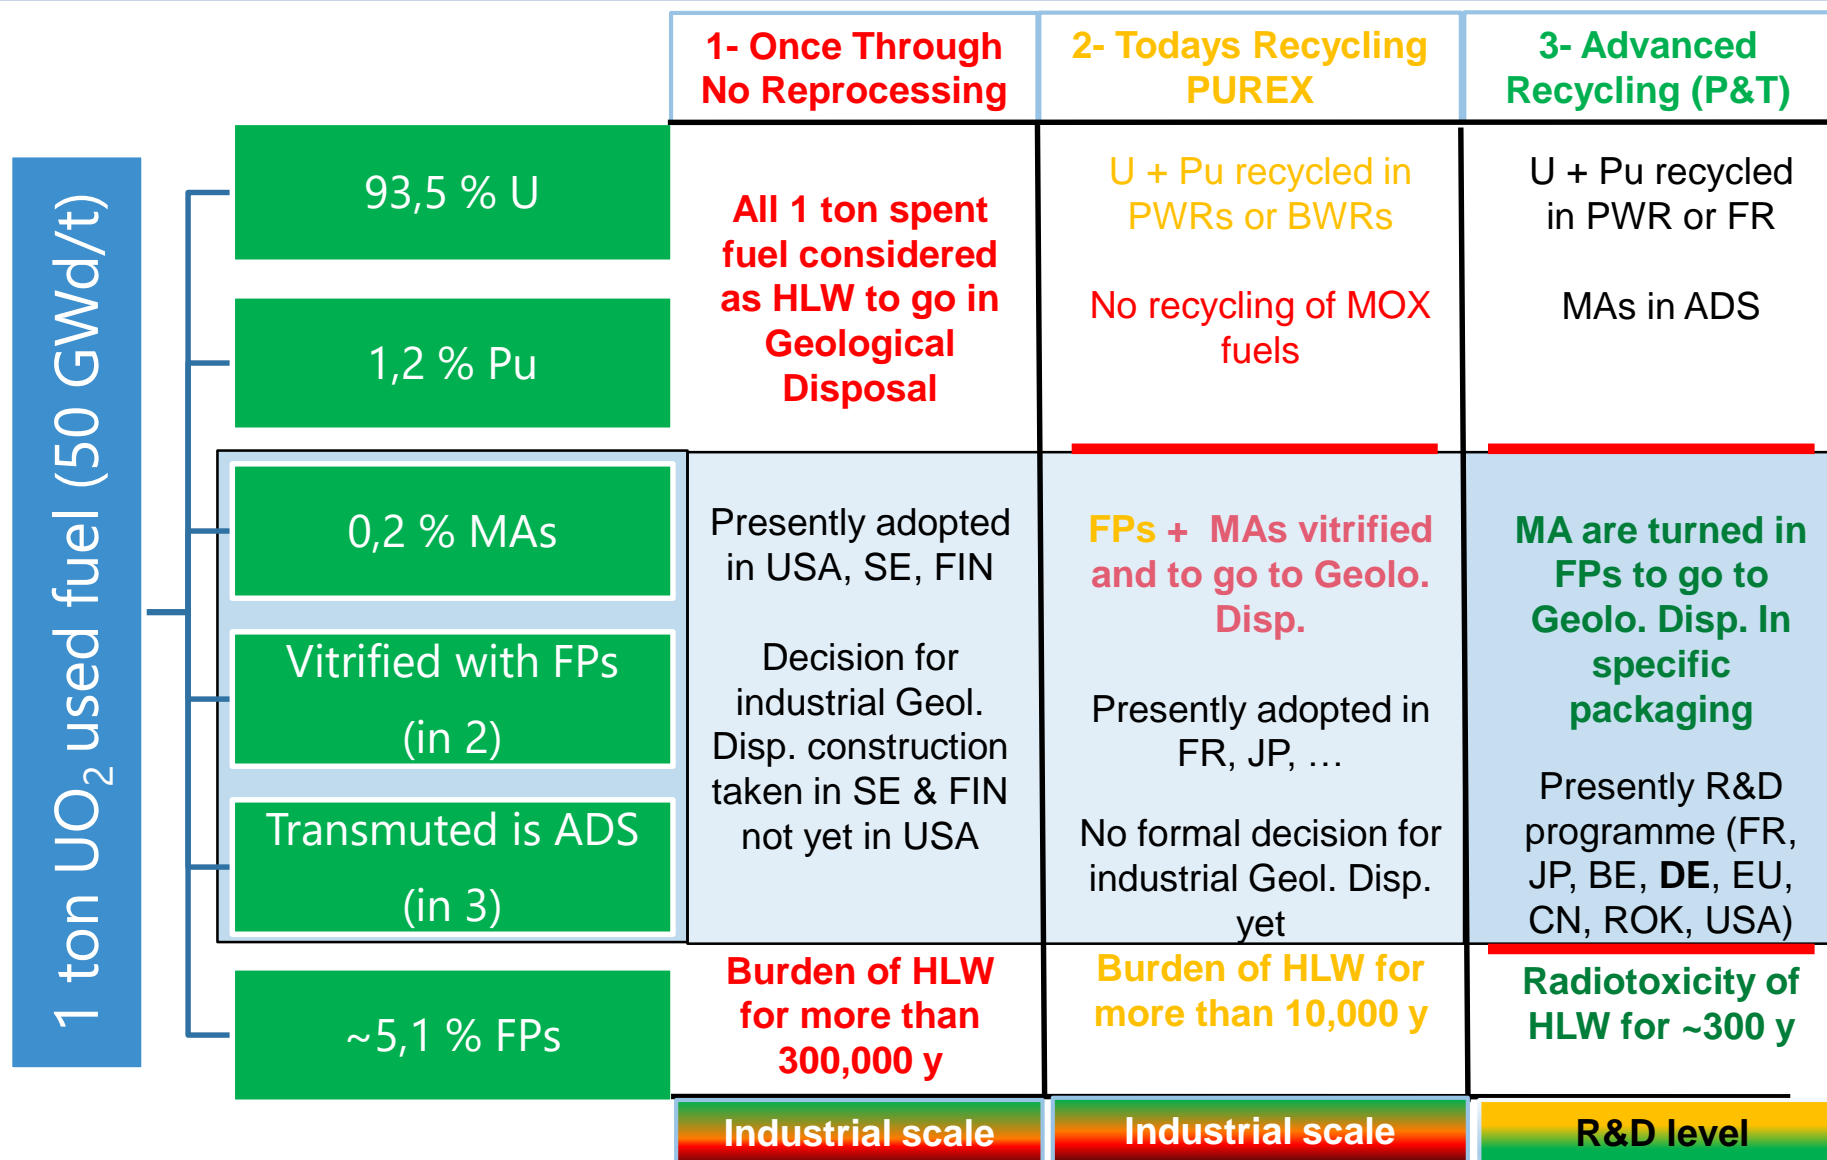 1 ton UO₂ used fuel (50 GWd/t)
93,5 % U
1,2 % Pu
0,2 % MAs
Vitrified with FPs
(in 2)
Transmuted is ADS
(in 3)
~5,1 % FPs
1- Once Through
No Reprocessing
All 1 ton spent
fuel considered
as HLW to go in
Geological
Disposal
Presently adopted
in USA, SE, FIN
Decision for
industrial Geol.
Disp. construction
taken in SE & FIN
not yet in USA
Burden of HLW
for more than
300,000 y
Industrial scale
2- Todays Recycling
PUREX
U + Pu recycled in
PWRs or BWRs
No recycling of MOX
fuels
FPs + MAs vitrified
and to go to Geolo.
Disp.
Presently adopted in
FR, JP, …
No formal decision for
industrial Geol. Disp.
yet
Burden of HLW for
more than 10,000 y
Industrial scale
3- Advanced
Recycling (P&T)
U + Pu recycled
in PWR or FR
MAs in ADS
MA are turned in
FPs to go to
Geolo. Disp. In
specific
packaging
Presently R&D
programme (FR,
JP, BE, DE, EU,
CN, ROK, USA)
Radiotoxicity of
HLW for ~300 y
R&D level